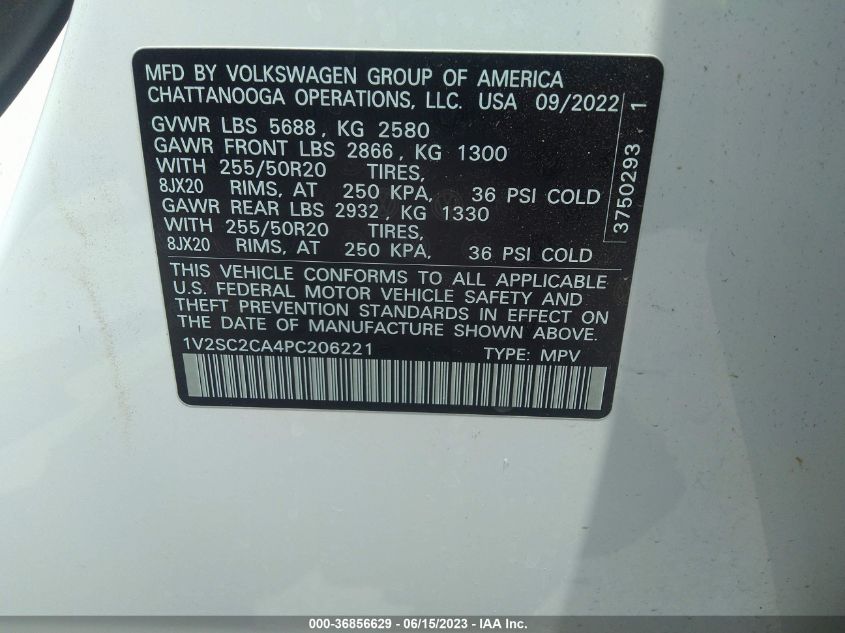 MFD BY VOLKSWAGEN GROUP OF AMERICA
CHATTANOOGA OPERATIONS, LLC. USA 09/2022
GVWR LBS 5688, KG 2580
GAWR FRONT LBS 2866, KG 1300
WITH 255/50R20 TIRES,
8JX20 RIMS, AT 250 KPA, 36 PSI COLD
GAWR REAR LBS 2932, KG 1330
WITH 255/50R20 TIRES,
8JX20 RIMS, AT 250 KPA, 36 PSI COLD
THIS VEHICLE CONFORMS TO ALL APPLICABLE
U.S. FEDERAL MOTOR VEHICLE SAFETY AND
THEFT PREVENTION STANDARDS IN EFFECT ON
THE DATE OF MANUFACTURE SHOWN ABOVE.
1V2SC2CA4PC206221 TYPE: MPV
3750293 1
000-36856629 - 06/15/2023 - IAA Inc.